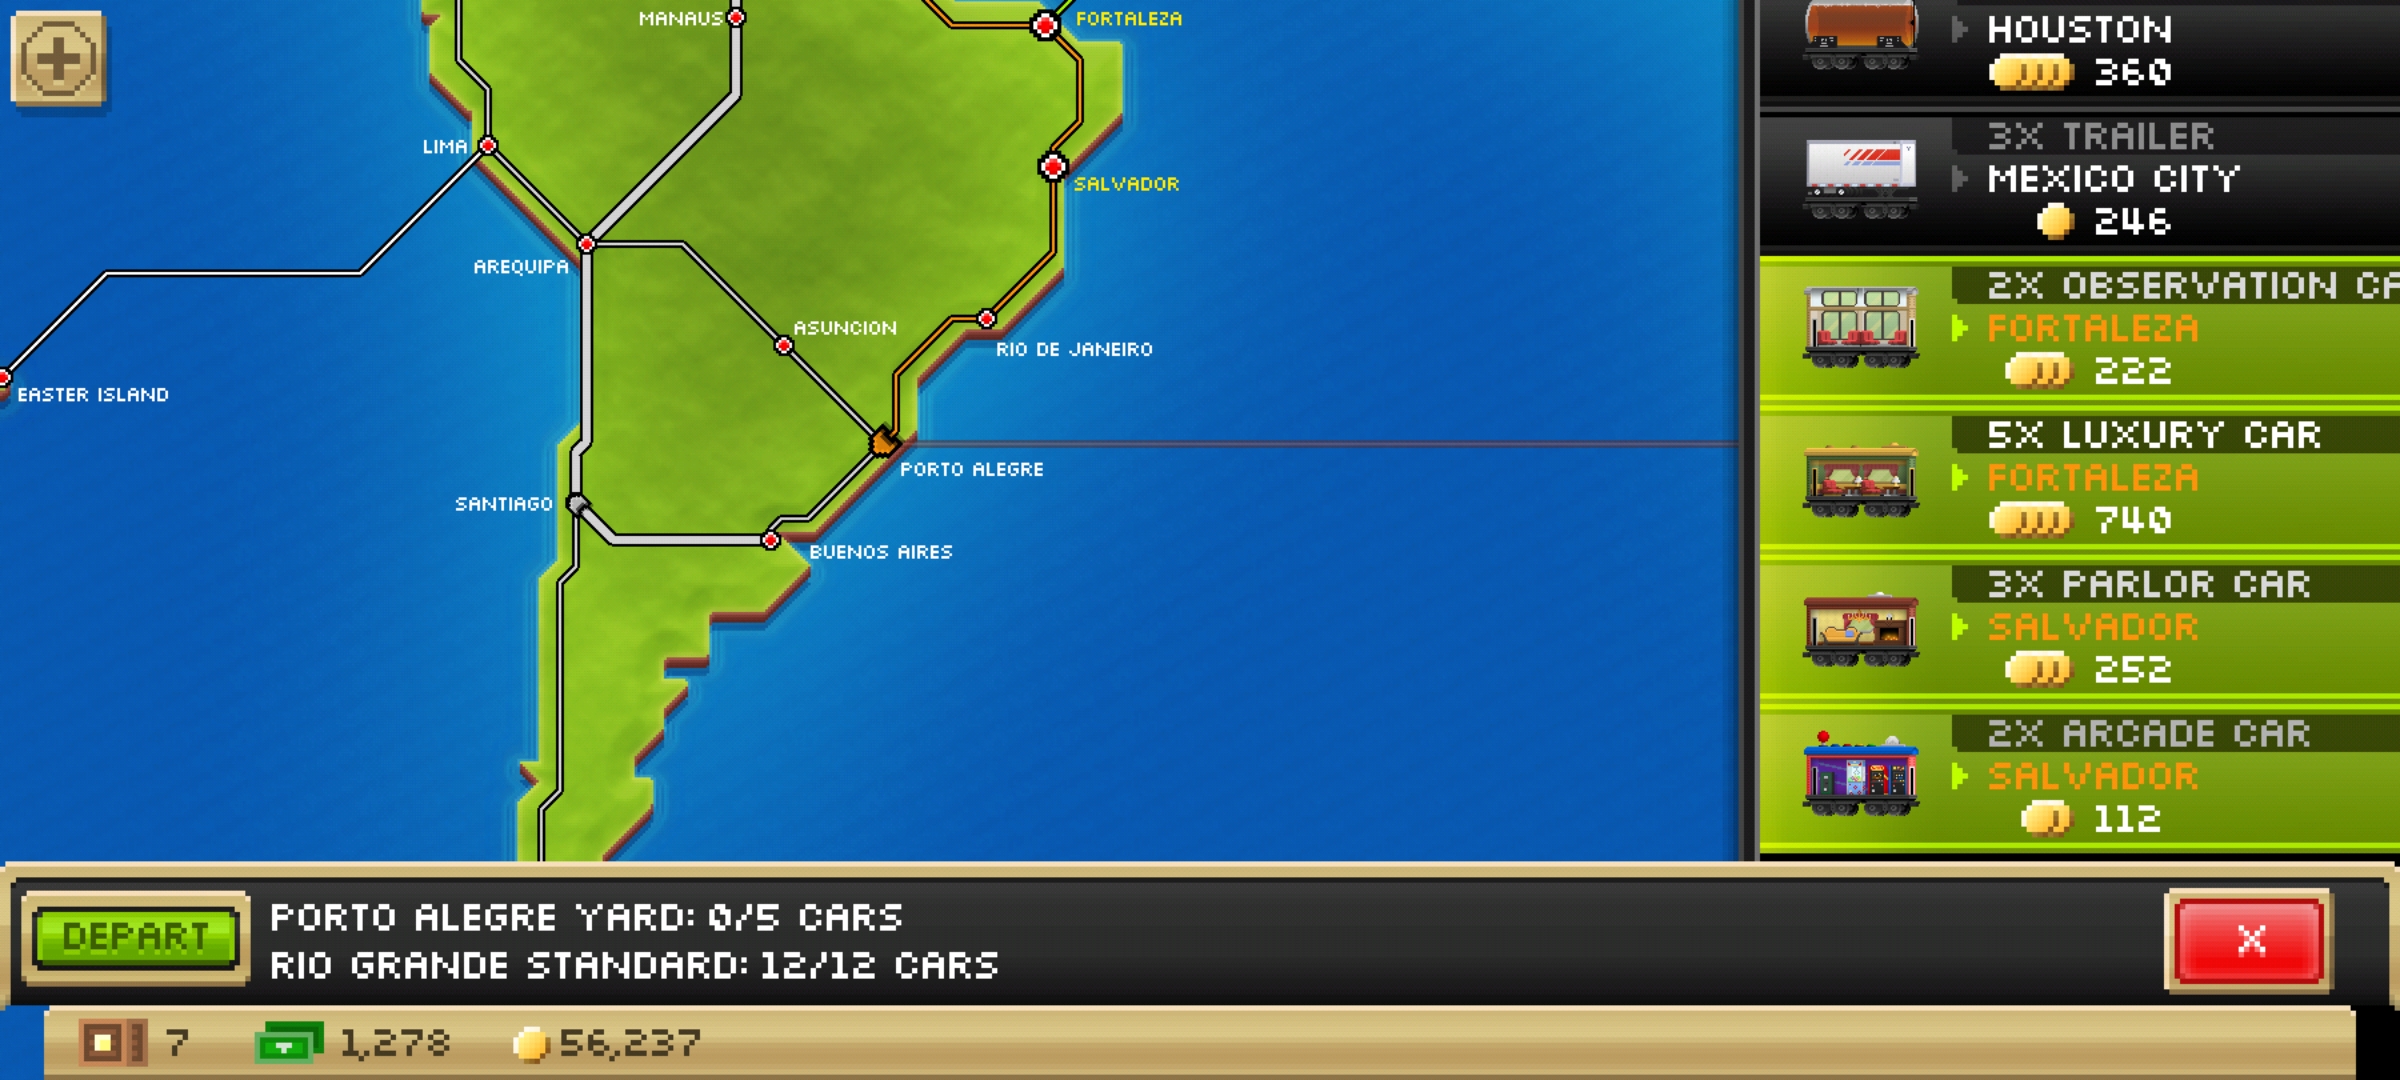 MANAUS
FORTALEZA
LIMA
SALVADOR
AREQUIPA
ASUNCION
RIO DE JANEIRO
EASTER ISLAND
PORTO ALEGRE
SANTIAGO
BUENOS AIRES
HOUSTON
360
3X TRAILER
MEXICO CITY
246
2X OBSERVATION CA
FORTALEZA
222
5X LUXURY CAR
FORTALEZA
740
3X PARLOR CAR
SALVADOR
252
2X ARCADE CAR
SALVADOR
112
DEPART
PORTO ALEGRE YARD: 0/5 CARS
RIO GRANDE STANDARD: 12/12 CARS
X
7
1,278
56,237